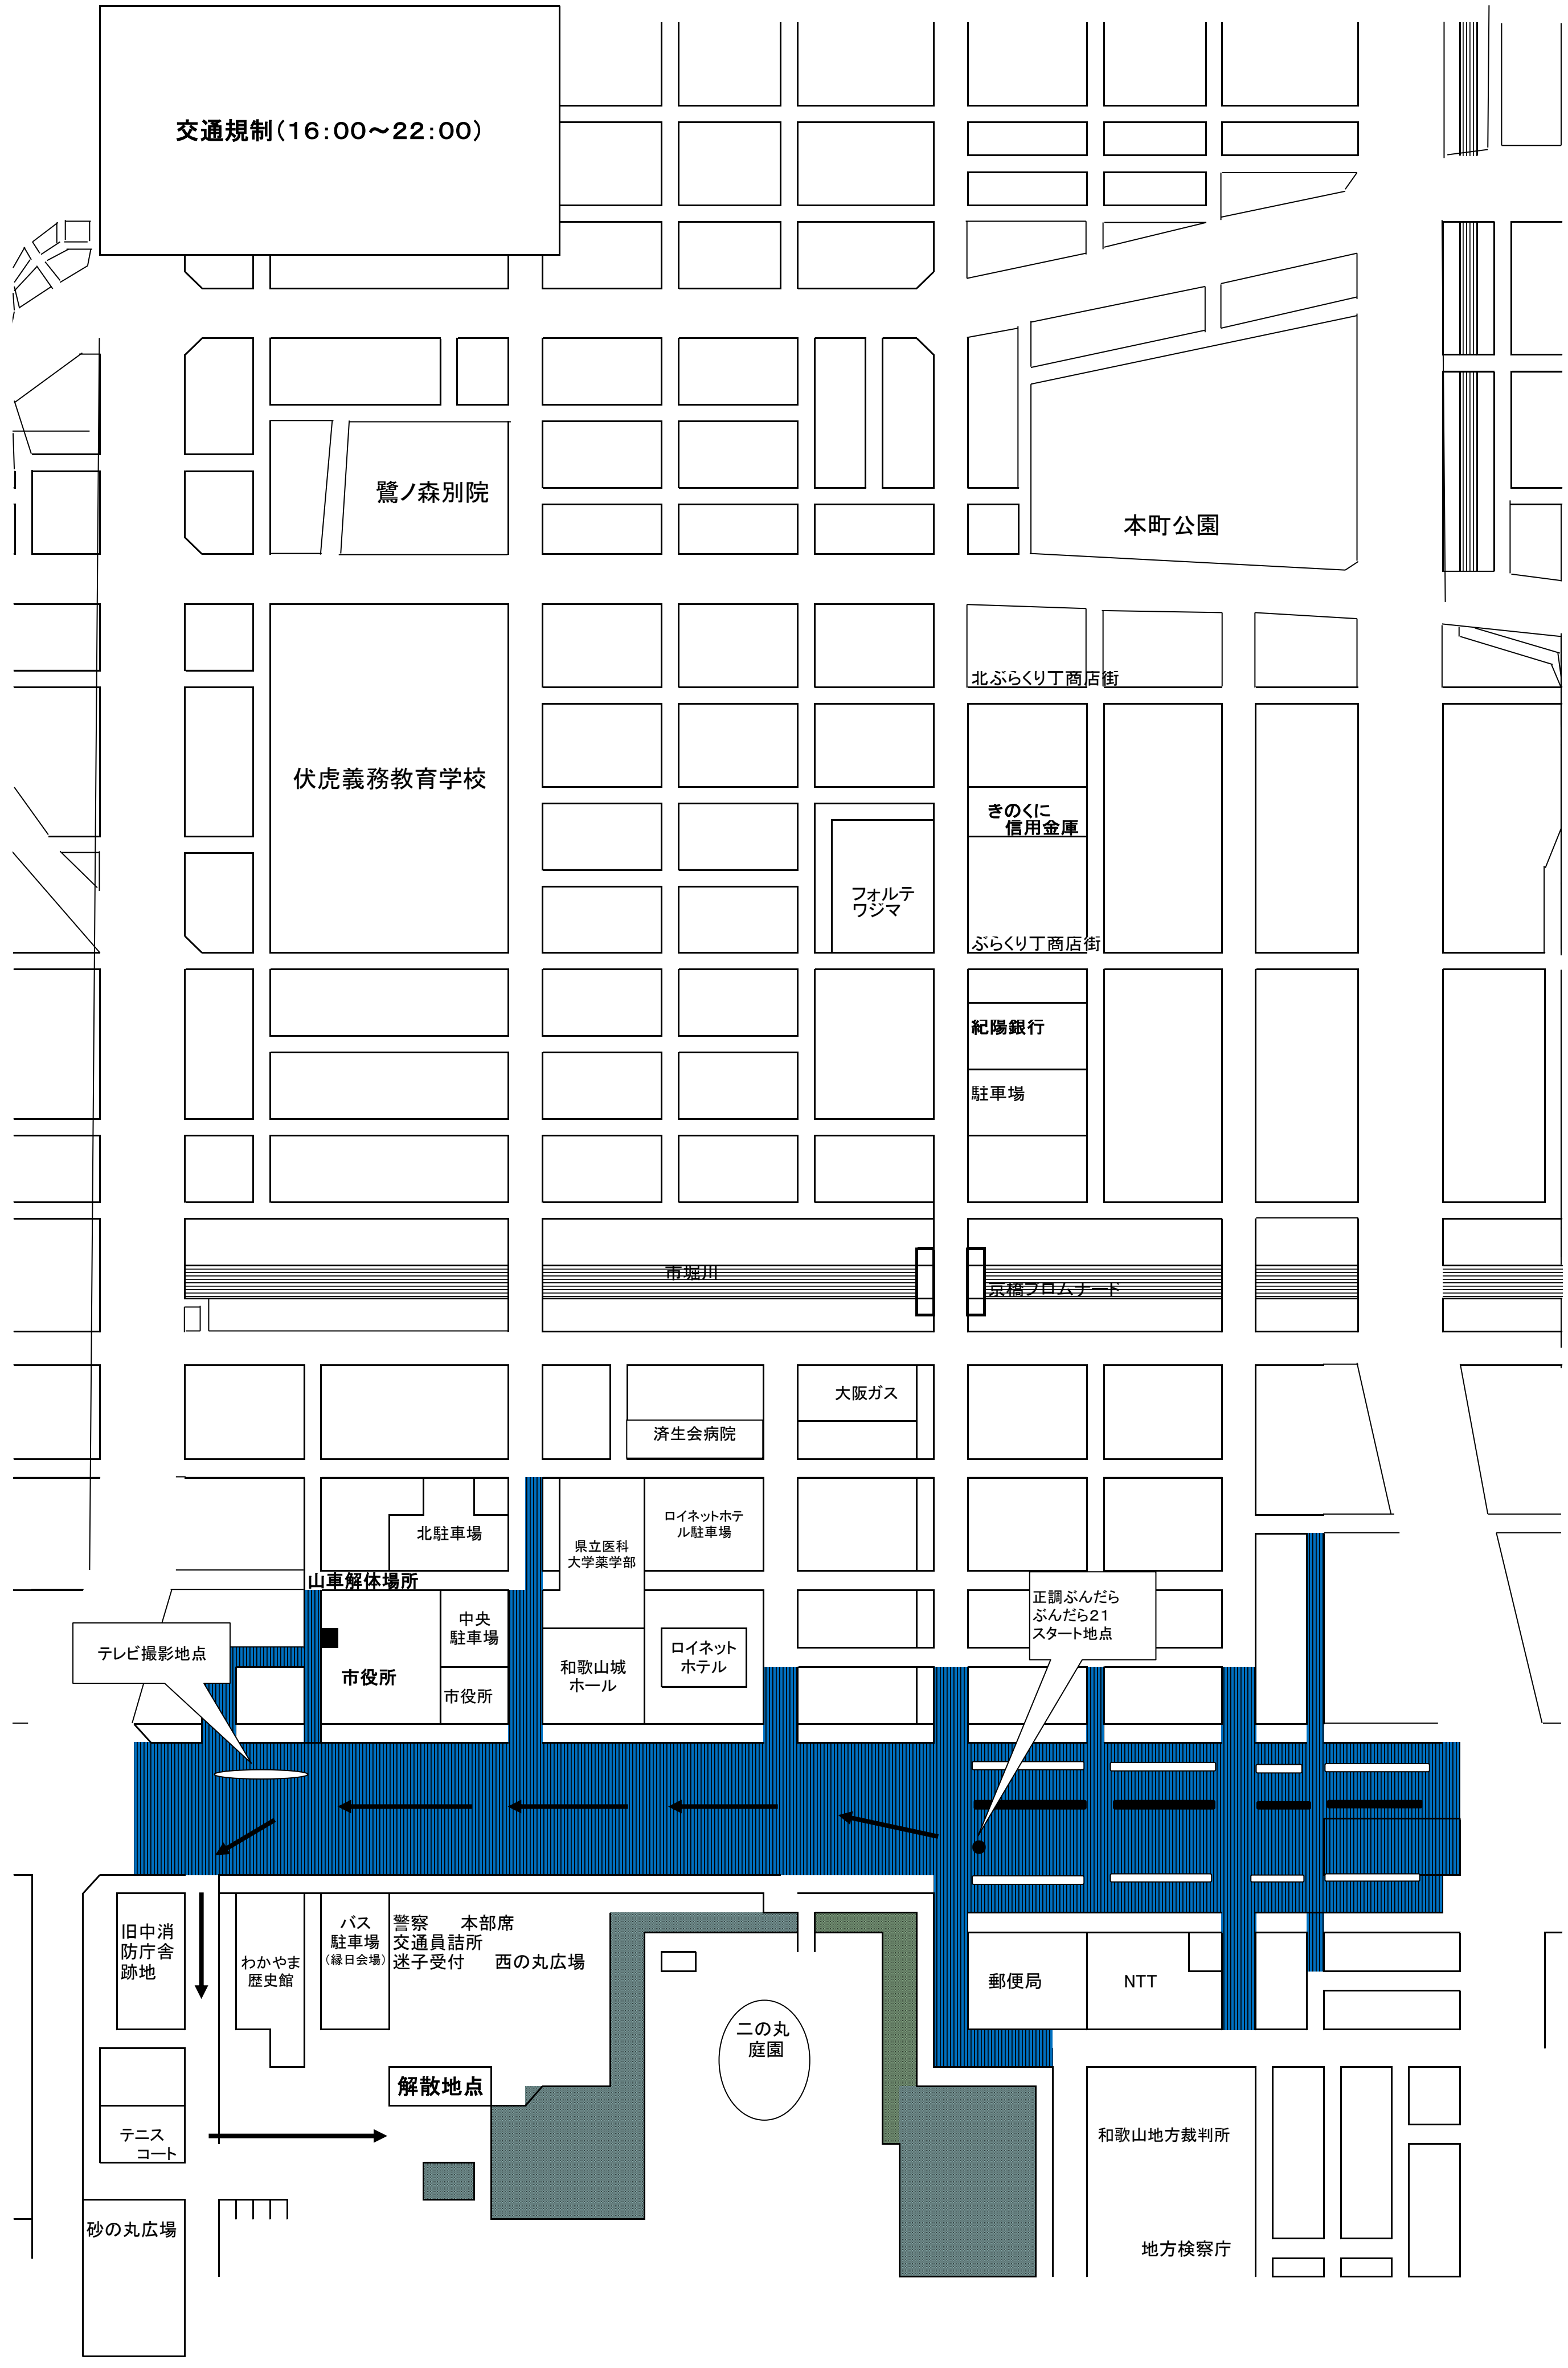 交通規制(16:00~22:00)
鷺ノ森別院
本町公園
北ぶらくり丁商店街
伏虎義務教育学校
きのくに
信用金庫
フォルテ
ワジマ
ぶらくり丁商店街
紀陽銀行
駐車場
市堀川
京橋プロムナード
大阪ガス
済生会病院
北駐車場
県立医科
大学薬学部
ロイネットホテ
ル駐車場
山車解体場所
正調ぶんだら
ぶんだら21
スタート地点
テレビ撮影地点
中央
駐車場
市役所
市役所
和歌山城
ホール
ロイネット
ホテル
旧中消
防庁舎
跡地
わかやま
歴史館
バス
駐車場
(縁日会場)
警察 本部席
交通員詰所
迷子受付 西の丸広場
郵便局
NTT
二の丸
庭園
解散地点
テニス
コート
和歌山地方裁判所
砂の丸広場
地方検察庁